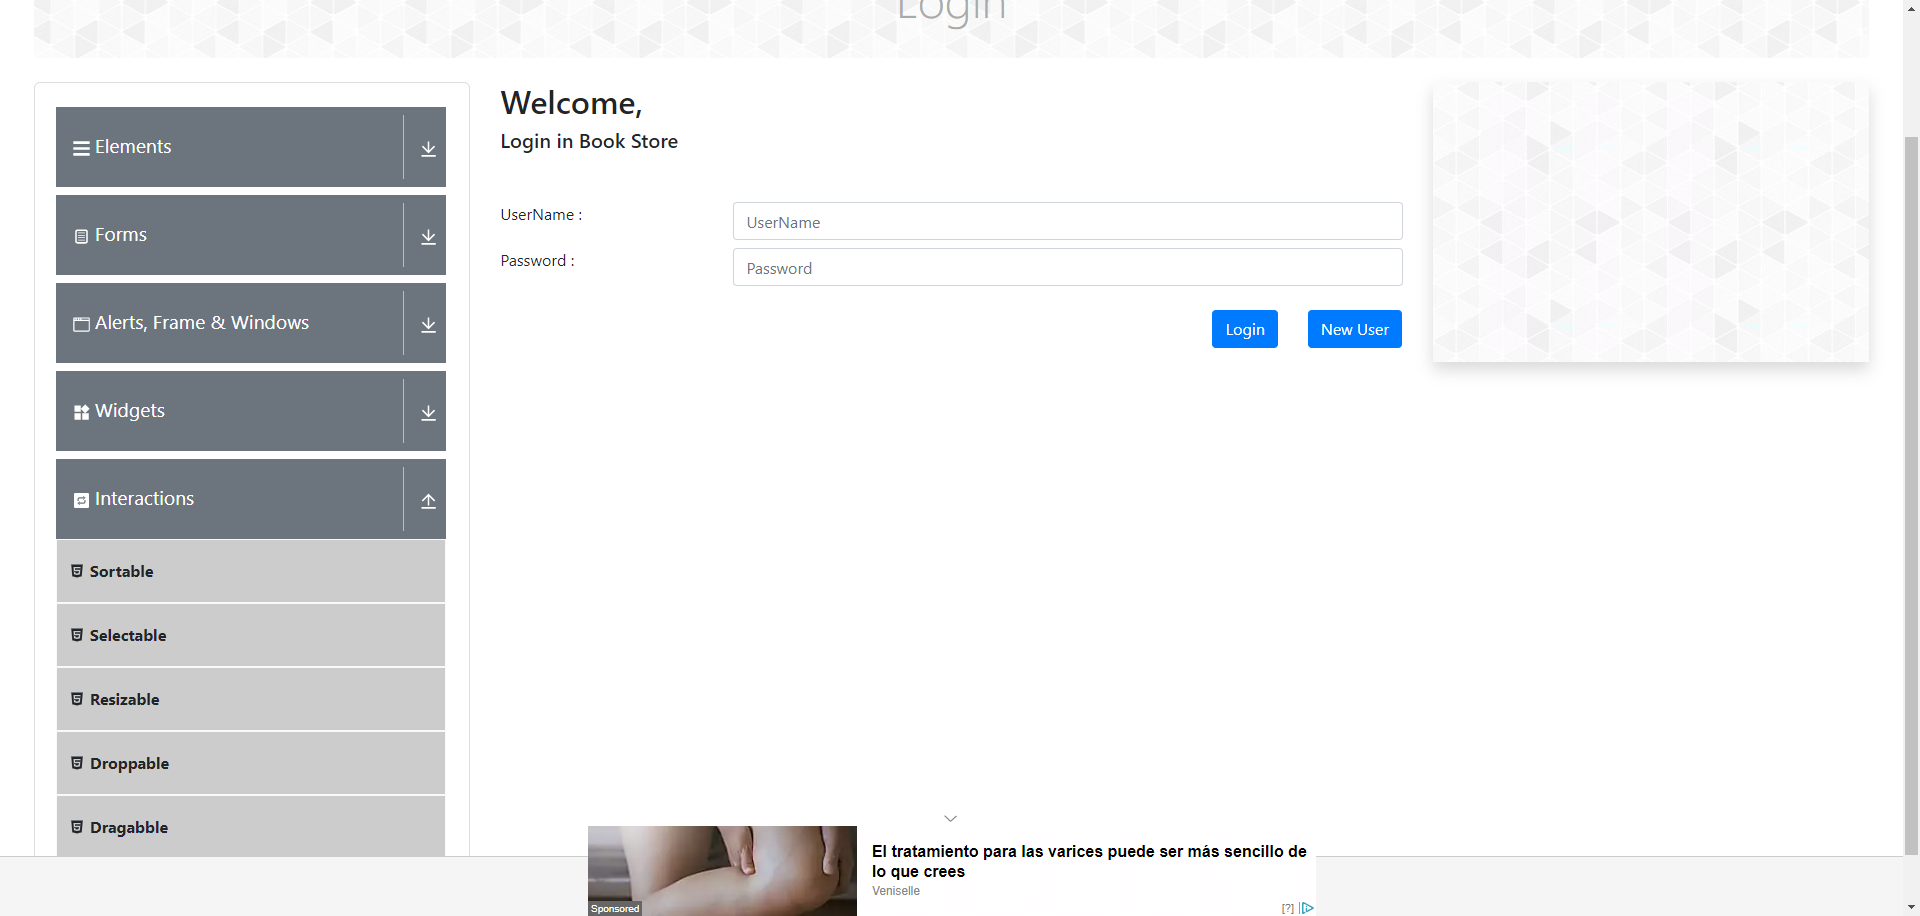 Login
Elements
Forms
Alerts, Frame & Windows
Widgets
Interactions
Sortable
Selectable
Resizable
Droppable
Dragabble
Welcome,
Login in Book Store
UserName :
UserName
Password :
Password
Login
New User
El tratamiento para las varices puede ser más sencillo de
lo que crees
Veniselle
Sponsored
[?]